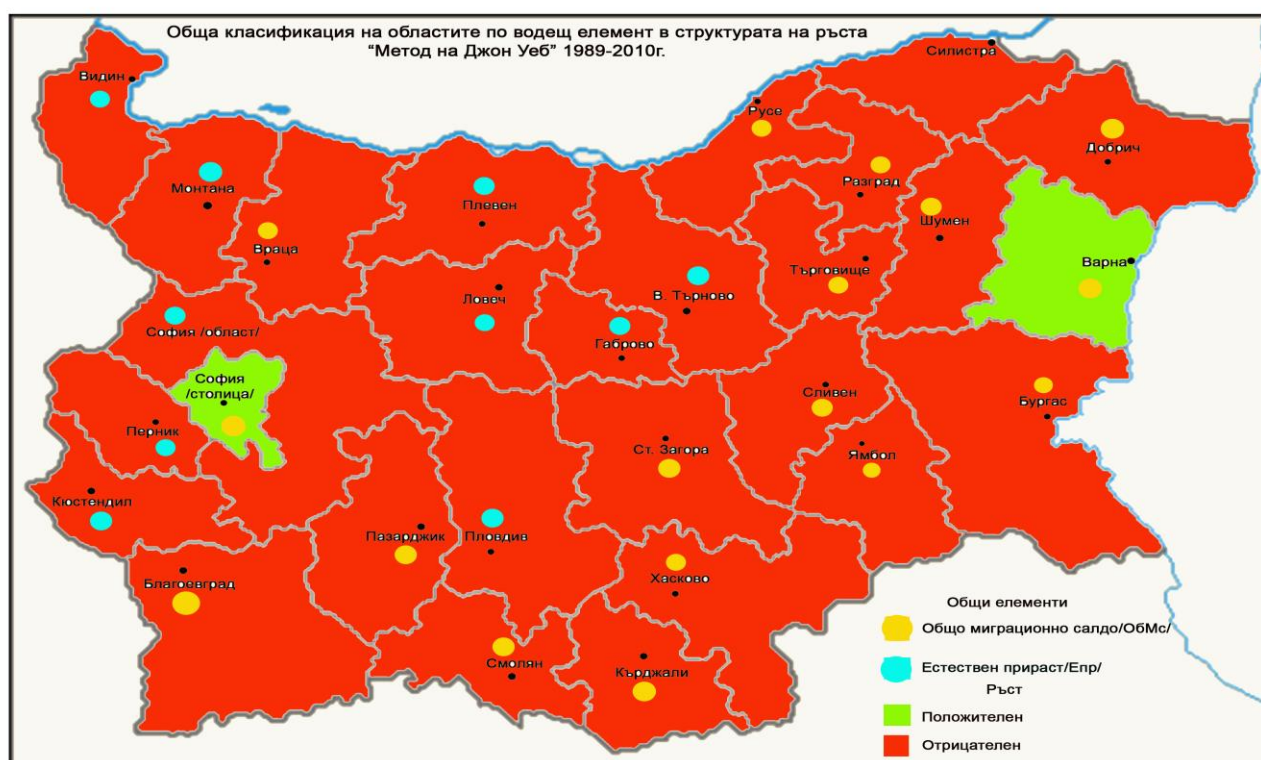 Обща класификация на областите по водещ елемент в структурата на ръста
“Метод на Джон Уеб” 1989-2010г.
Силистра
Видин
Русе
Добрич
Монтана
Плевен
Разград
Шумен
Враца
Търговище
Варна
Ловеч
В. Търново
София /област/
Габрово
София
/столица/
Сливен
Бургас
Перник
Ст. Загора
Ямбол
Кюстендил
Пазарджик
Пловдив
Хасково
Благоевград
Смолян
Кърджали
Общи елементи
Общо миграционно салдо/ОбМс/
Естествен прираст/Епр/
Ръст
Положителен
Отрицателен